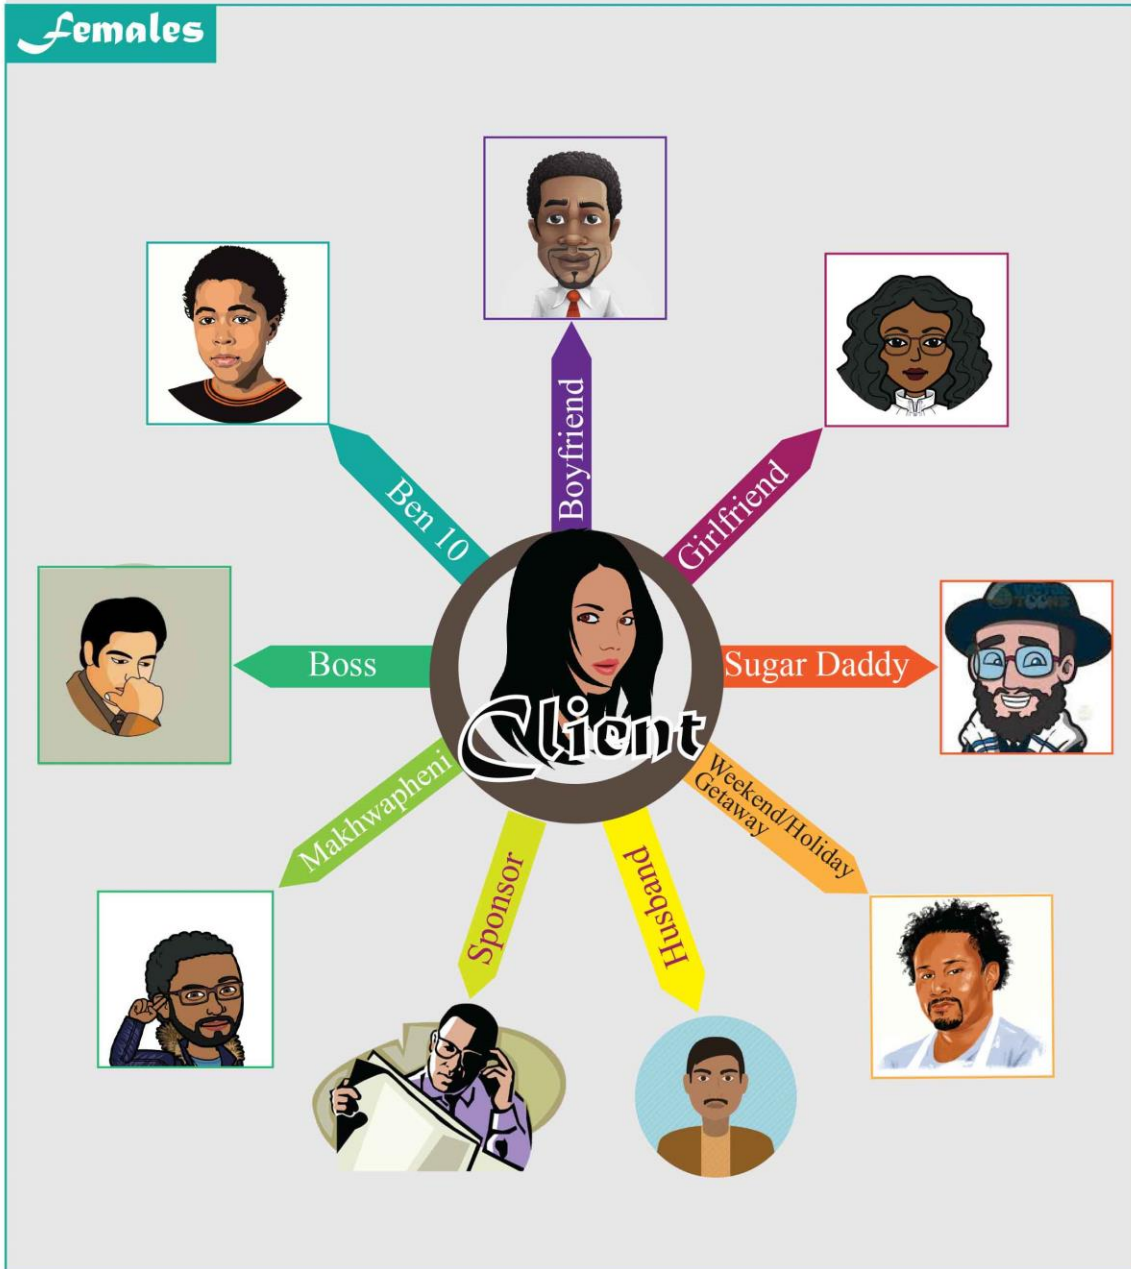 Females
Boyfriend
Girlfriend
Ben 10
Boss
Sugar Daddy
Client
Makhwapheni
Weekend/Holiday
Getaway
Sponsor
Husband